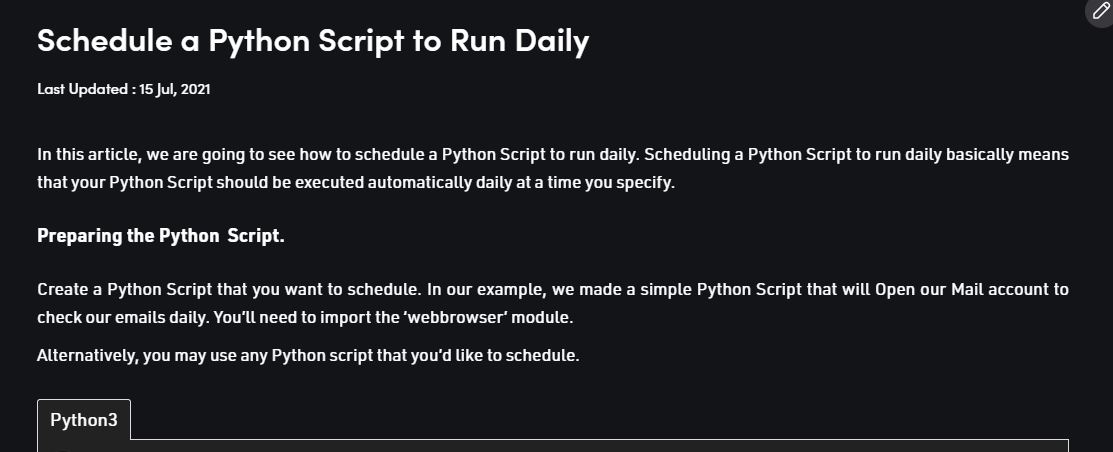 Schedule a Python Script to Run Daily
Last Updated : 15 Jul, 2021
In this article, we are going to see how to schedule a Python Script to run daily. Scheduling a Python Script to run daily basically means
that your Python Script should be executed automatically daily at a time you specify.
Preparing the Python  Script.
Create a Python Script that you want to schedule. In our example, we made a simple Python Script that will Open our Mail account to
check our emails daily. You’ll need to import the ‘webbrowser’ module.
Alternatively, you may use any Python script that you’d like to schedule.
Python3